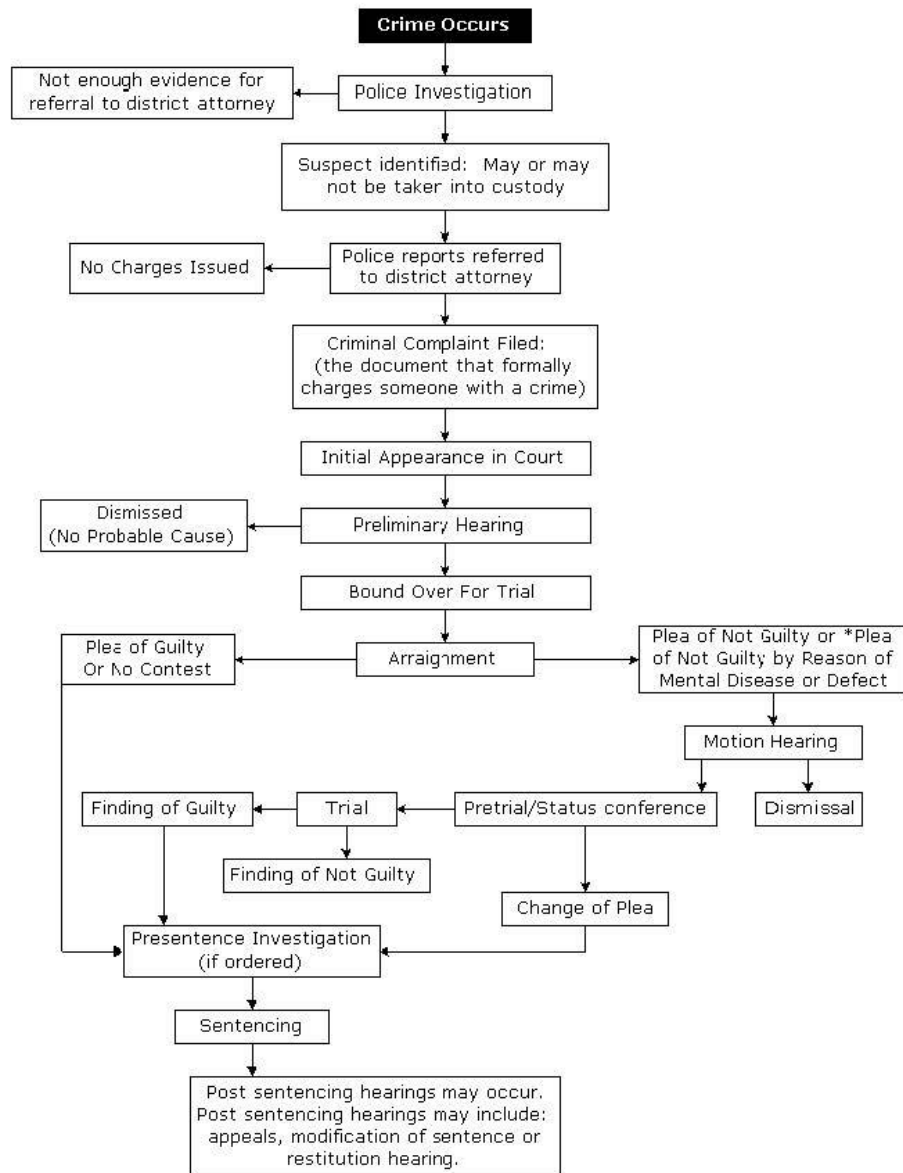 Crime Occurs
Not enough evidence for
referral to district attorney
Police Investigation
Suspect identified: May or may
not be taken into custody
No Charges Issued
Police reports referred
to district attorney
Criminal Complaint Filed:
(the document that formally
charges someone with a crime)
Initial Appearance in Court
Dismissed
(No Probable Cause)
Preliminary Hearing
Bound Over For Trial
Plea of Guilty
Or No Contest
Arraignment
Plea of Not Guilty or *Plea
of Not Guilty by Reason of
Mental Disease or Defect
Motion Hearing
Finding of Guilty
Trial
Pretrial/Status conference
Dismissal
Finding of Not Guilty
Change of Plea
Presentence Investigation
(if ordered)
Sentencing
Post sentencing hearings may occur.
Post sentencing hearings may include:
appeals, modification of sentence or
restitution hearing.